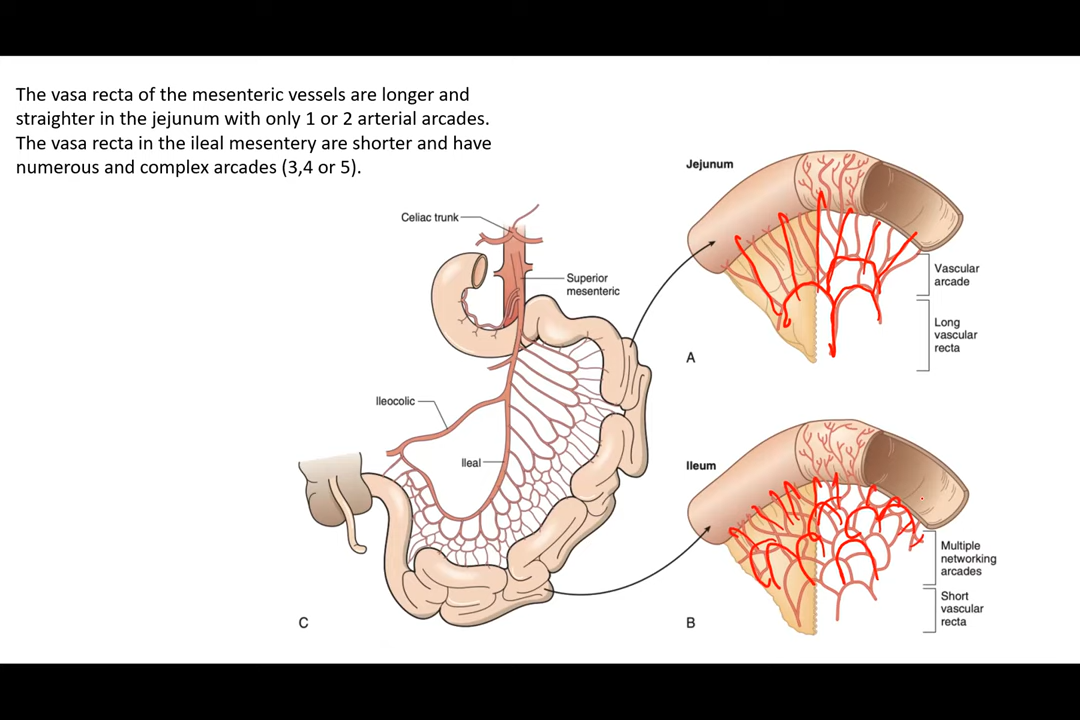 The vasa recta of the mesenteric vessels are longer and
straighter in the jejunum with only 1 or 2 arterial arcades.
The vasa recta in the ileal mesentery are shorter and have
numerous and complex arcades (3,4 or 5).
Celiac trunk
Superior
mesenteric
Ileocolic
Ileal
C
Jejunum
Vascular
arcade
Long
vascular
recta
A
Ileum
Multiple
networking
arcades
Short
vascular
recta
B